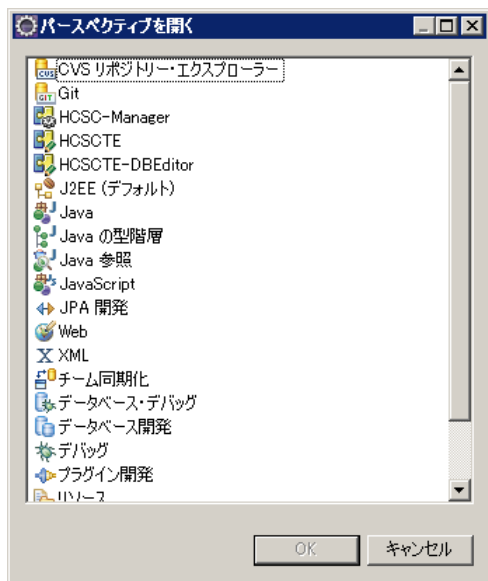 パースペクティブを開く
CVS リポジトリー・エクスプローラー
Git
HCSC-Manager
HCSCTE
HCSCTE-DBEditor
J2EE (デフォルト)
Java
Java の型階層
Java 参照
JavaScript
JPA 開発
Web
XML
チーム同期化
データベース・デバッグ
データベース開発
デバッグ
プラグイン開発
リソース
OK キャンセル